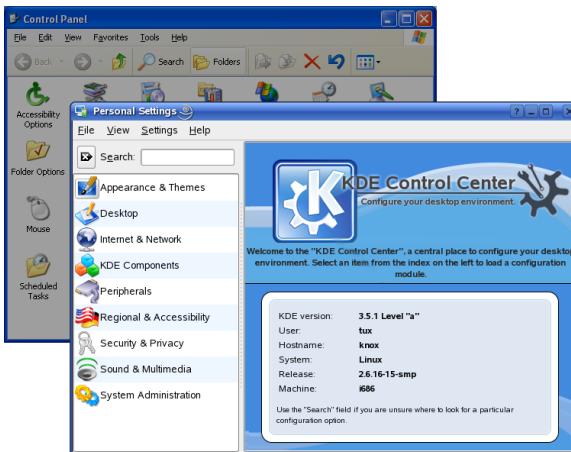 Control Panel
File Edit View Favorites Tools Help
Back Search Folders
Accessibility
Options
Folder Options
Mouse
Scheduled
Tasks
Personal Settings
File View Settings Help
Search:
Appearance & Themes
Desktop
Internet & Network
KDE Components
Peripherals
Regional & Accessibility
Security & Privacy
Sound & Multimedia
System Administration
KDE Control Center
Configure your desktop environment.
Welcome to the "KDE Control Center", a central place to configure your desktop
environment. Select an item from the index on the left to load a configuration
module.
KDE version: 3.5.1 Level "a"
User: tux
Hostname: knox
System: Linux
Release: 2.6.16-15-smp
Machine: i686
Use the "Search" field if you are unsure where to look for a particular
configuration option.